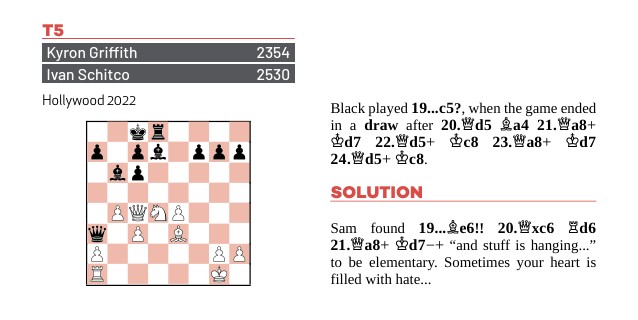 T5
Kyron Griffith 2354
Ivan Schitco 2530
Hollywood 2022
Black played 19...c5?, when the game ended
in a draw after 20.♕d5 ♗a4 21.♕a8+
♔d7 22.♕d5+ ♔c8 23.♕a8+ ♔d7
24.♕d5+ ♔c8.
SOLUTION
Sam found 19...♗e6!! 20.♕xc6 ♖d6
21.♕a8+ ♔d7−+ “and stuff is hanging...”
to be elementary. Sometimes your heart is
filled with hate...